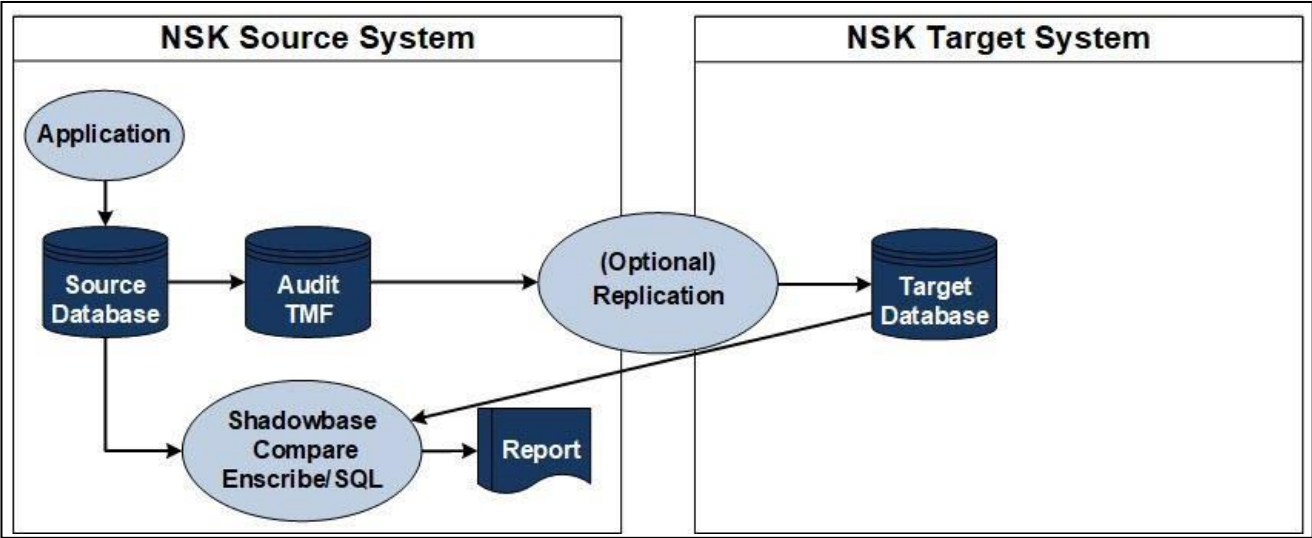 NSK Source System
NSK Target System
Application
Source
Database
Audit
TMF
(Optional)
Replication
Target
Database
Shadowbase
Compare
Enscribe/SQL
Report